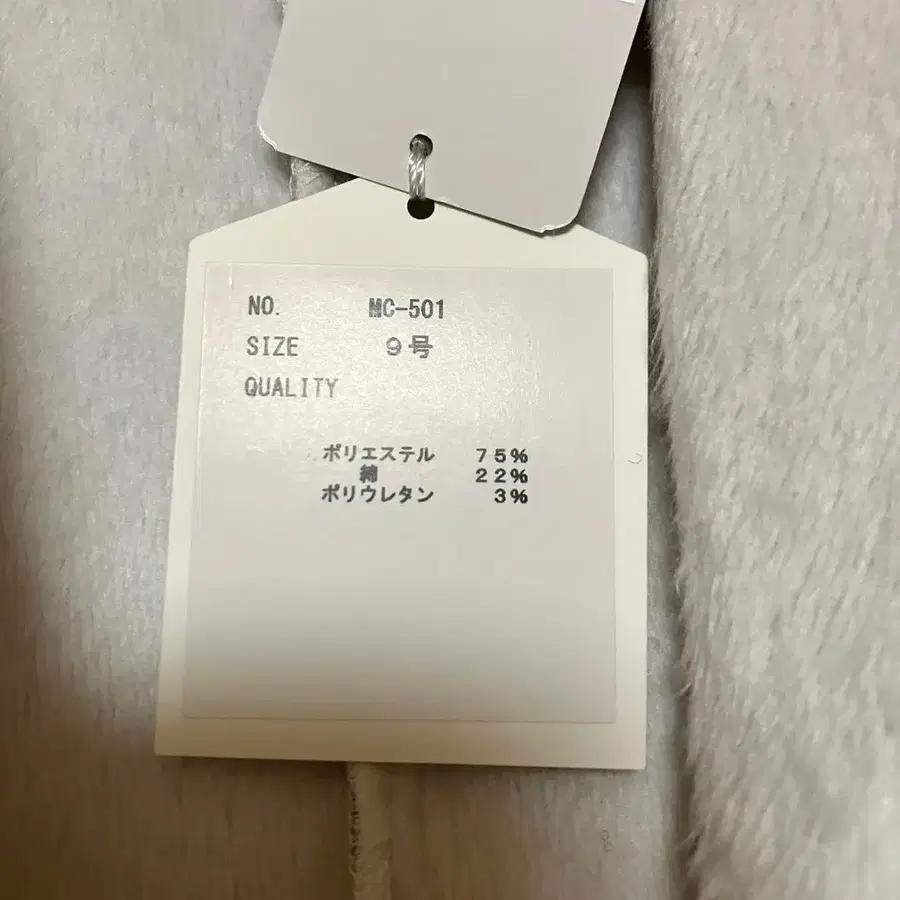 NO. MC-501
SIZE 9号
QUALITY
ポリエステル 75%
綿 22%
ポリウレタン 3%